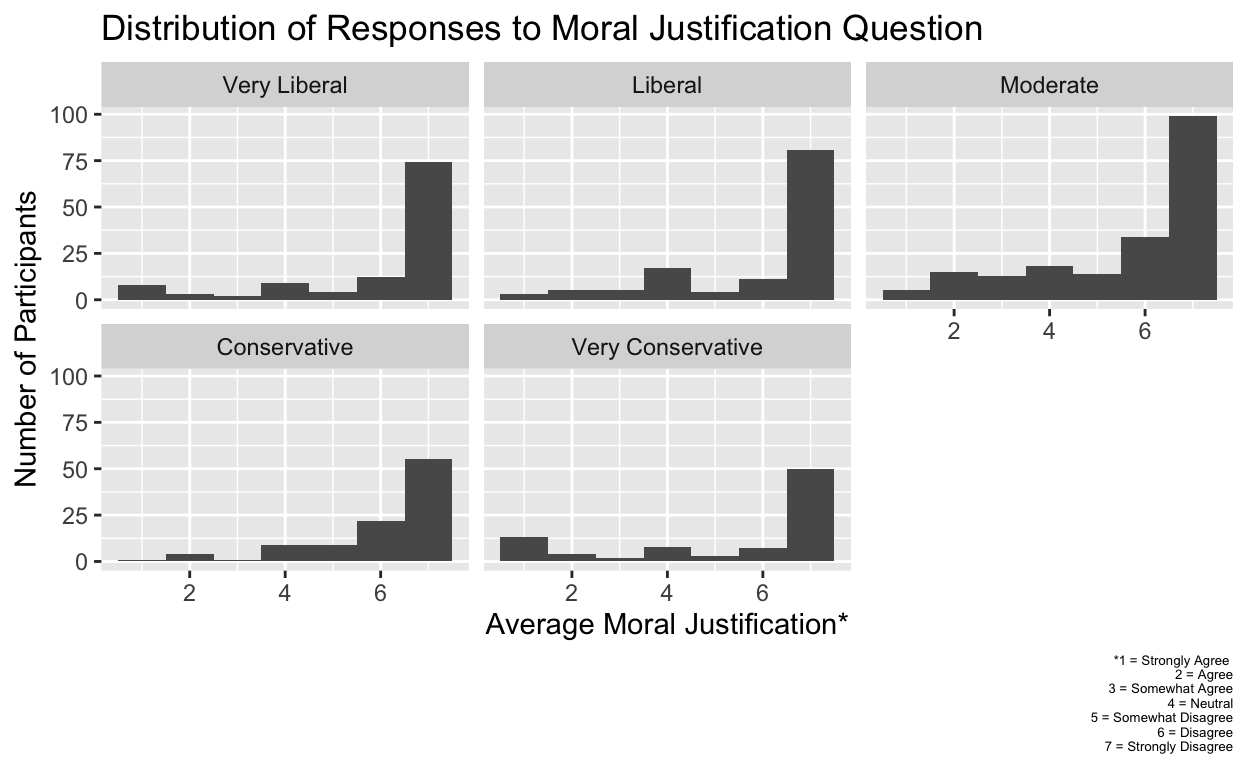 Distribution of Responses to Moral Justification Question
Very Liberal
Liberal
Moderate
100
75
50
25
0
2 4 6
Number of Participants
Conservative
Very Conservative
100
75
50
25
0
2 4 6
2 4 6
Average Moral Justification*
*1 = Strongly Agree
2 = Agree
3 = Somewhat Agree
4 = Neutral
5 = Somewhat Disagree
6 = Disagree
7 = Strongly Disagree